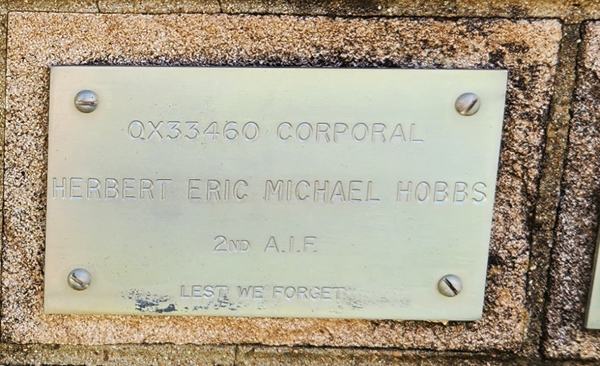 QX33460 CORPORAL
HERBERT ERIC MICHAEL HOBBS
2ND A.I.F.
LEST WE FORGET